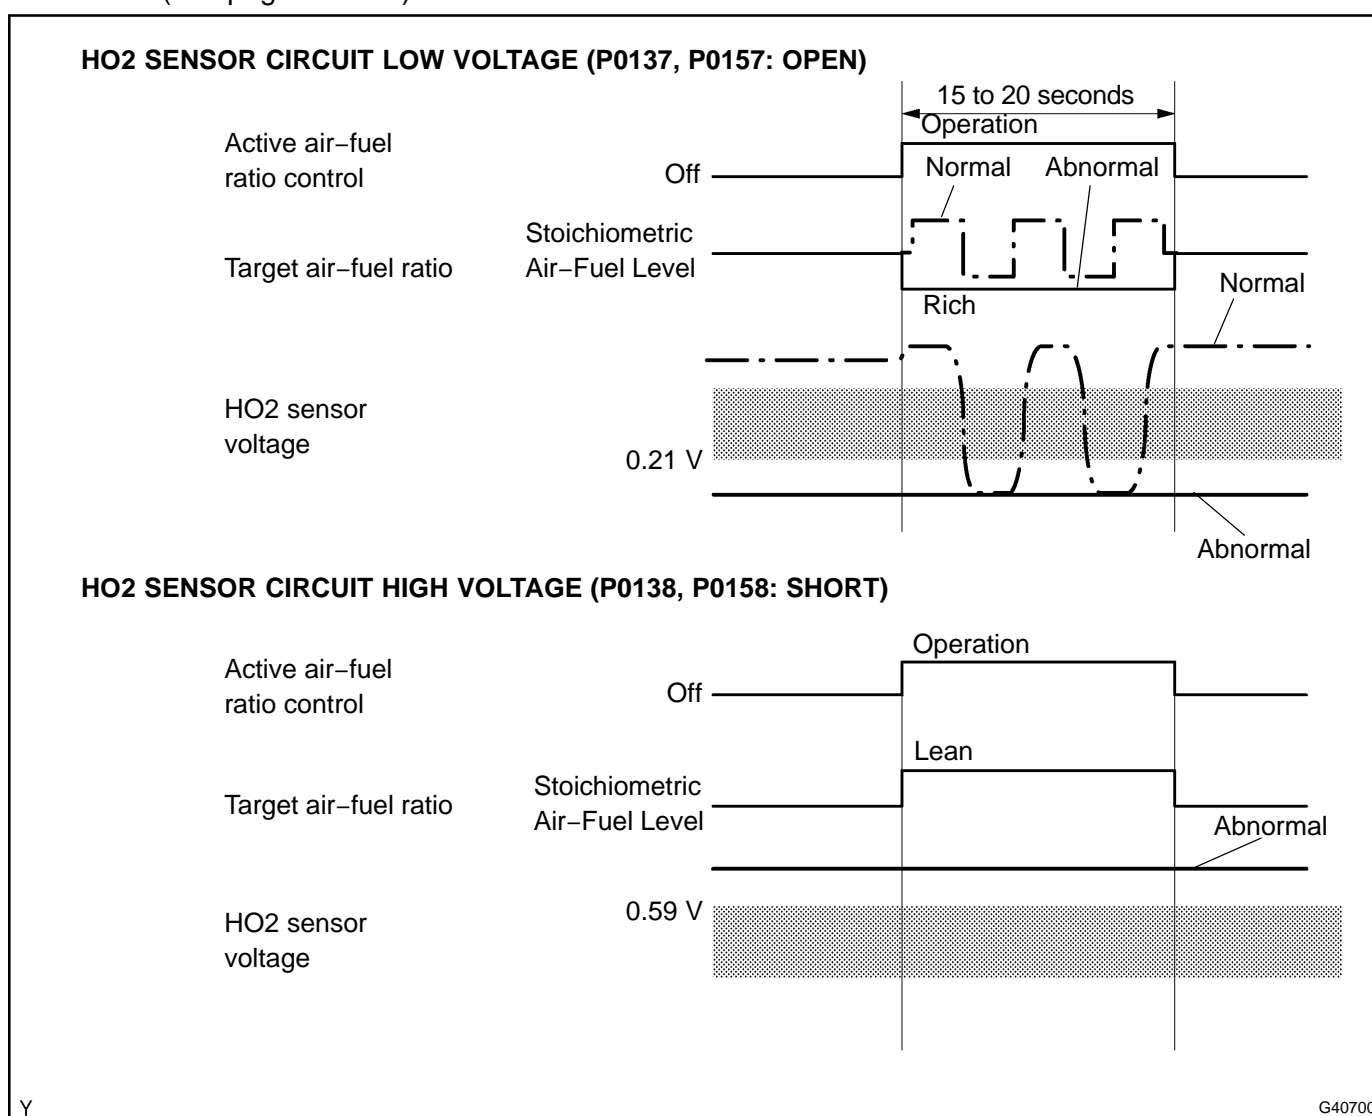 HO2 SENSOR CIRCUIT LOW VOLTAGE (P0137, P0157: OPEN)
15 to 20 seconds
Operation
Active air−fuel
ratio control
Off
Normal
Abnormal
Stoichiometric
Air−Fuel Level
Target air−fuel ratio
Rich
Normal
HO2 sensor
voltage
0.21 V
Abnormal
HO2 SENSOR CIRCUIT HIGH VOLTAGE (P0138, P0158: SHORT)
Operation
Active air−fuel
ratio control
Off
Lean
Stoichiometric
Air−Fuel Level
Target air−fuel ratio
Abnormal
0.59 V
HO2 sensor
voltage
Y
G40700